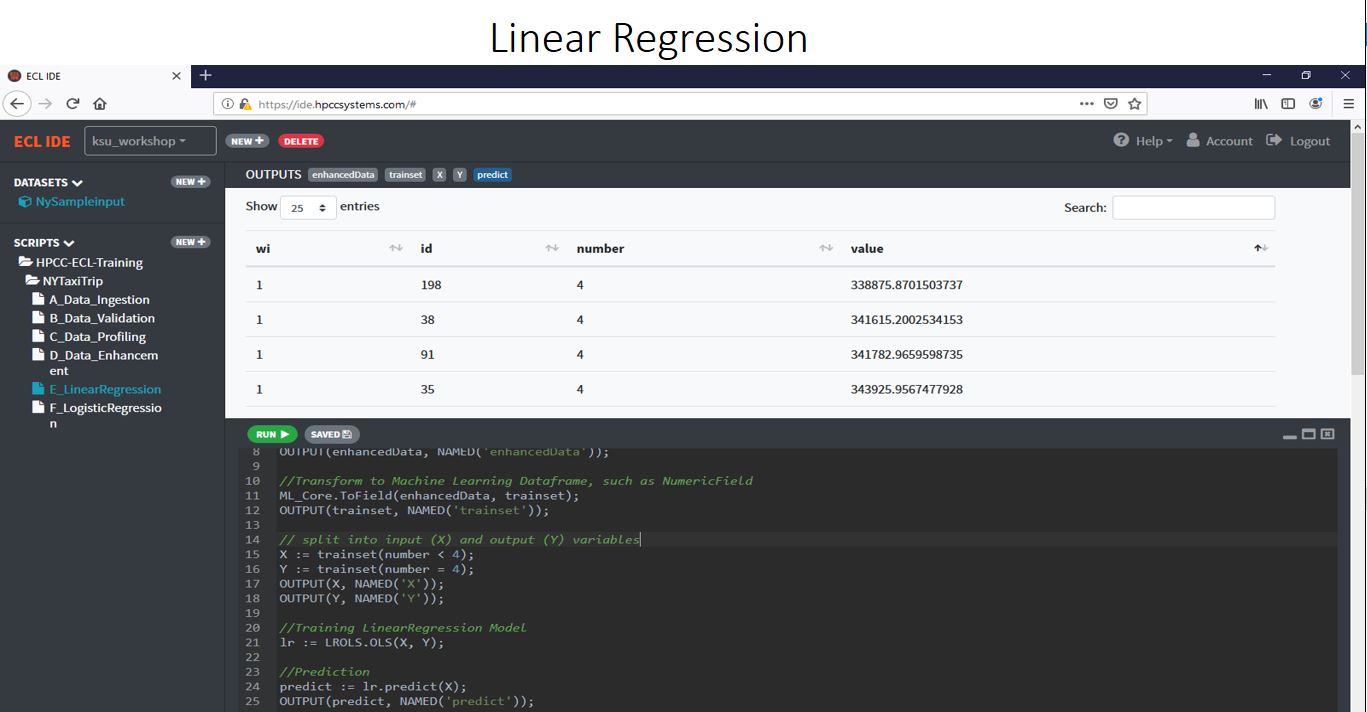 Linear Regression
ECL IDE
https://ide.hpccsystems.com/#
ECL IDE ksu_workshop NEW + DELETE Help Account Logout
DATASETS NEW +
NySampleinput
SCRIPTS NEW +
HPCC-ECL-Training
NYTaxiTrip
A_Data_Ingestion
B_Data_Validation
C_Data_Profiling
D_Data_Enhancem
ent
E_LinearRegression
F_LogisticRegressio
n
OUTPUTS enhancedData trainset X Y predict
Show 25 entries Search:
wi id number value
1 198 4 338875.8701503737
1 38 4 341615.2002534153
1 91 4 341782.9659598735
1 35 4 343925.9567477928
RUN SAVED
8 OUTPUT(enhancedData, NAMED('enhancedData'));
9
10 //Transform to Machine Learning Dataframe, such as NumericField
11 ML_Core.ToField(enhancedData, trainset);
12 OUTPUT(trainset, NAMED('trainset'));
13
14 // split into input (X) and output (Y) variables
15 X := trainset(number < 4);
16 Y := trainset(number = 4);
17 OUTPUT(X, NAMED('X'));
18 OUTPUT(Y, NAMED('Y'));
19
20 //Training LinearRegression Model
21 lr := LROLS.OLS(X, Y);
22
23 //Prediction
24 predict := lr.predict(X);
25 OUTPUT(predict, NAMED('predict'));